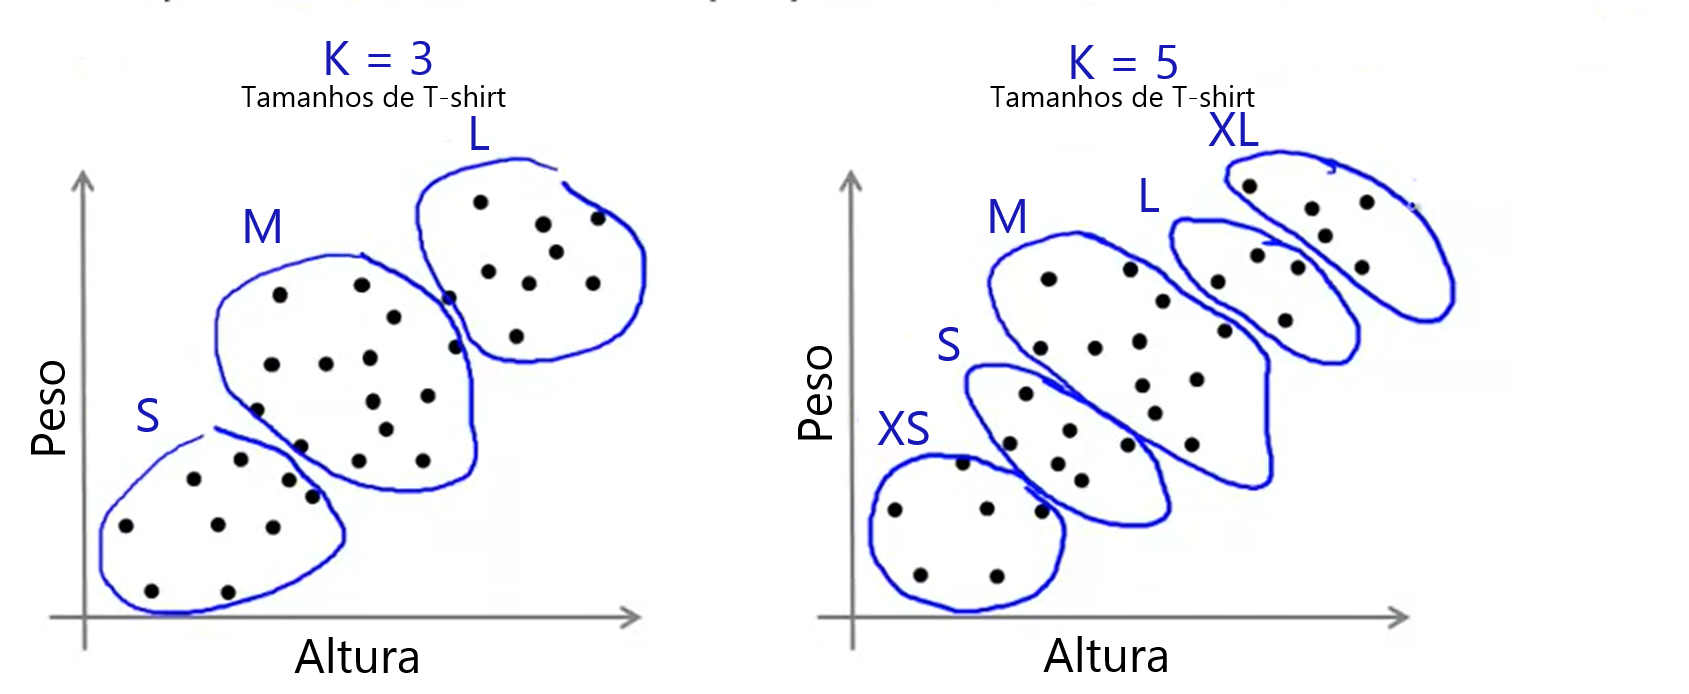 K = 3
Tamanhos de T-shirt
L
M
S
Peso
Altura
K = 5
Tamanhos de T-shirt
XL
L
M
S
XS
Peso
Altura